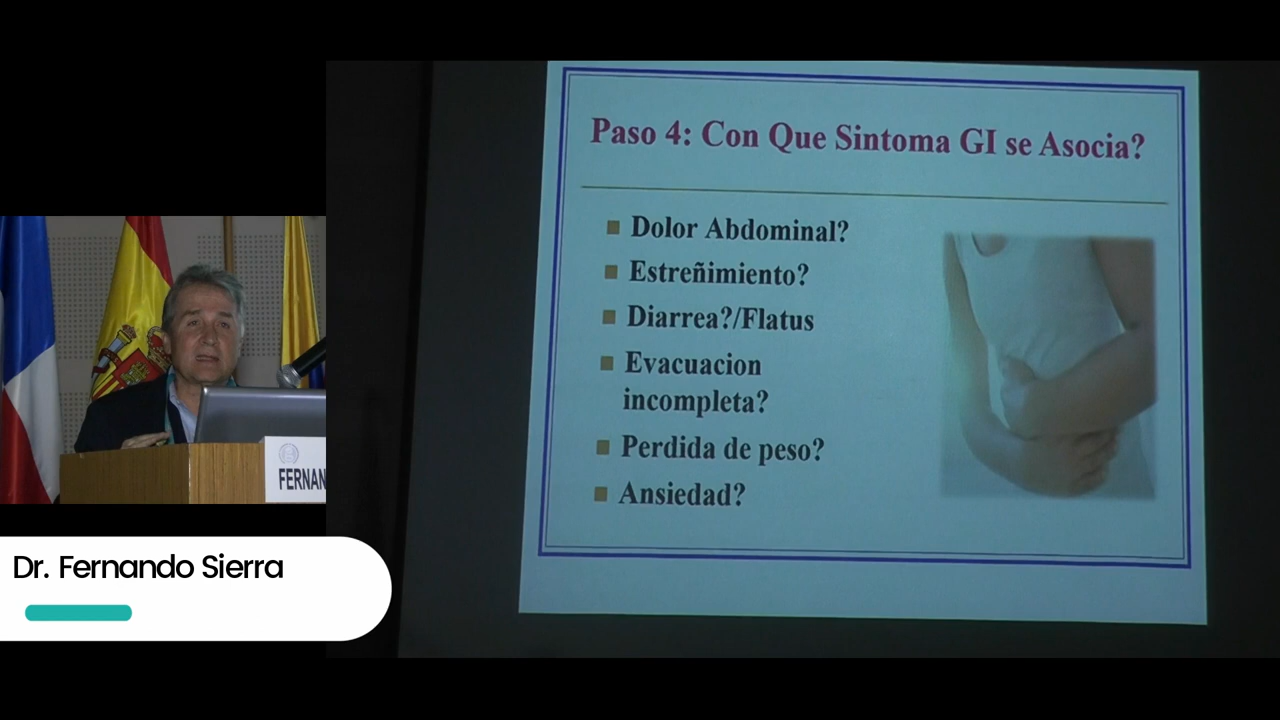 Paso 4: Con Que Sintoma GI se Asocia?
Dolor Abdominal?
Estreñimiento?
Diarrea?/Flatus
Evacuacion
incompleta?
Perdida de peso?
Ansiedad?
FERNAN
Dr. Fernando Sierra